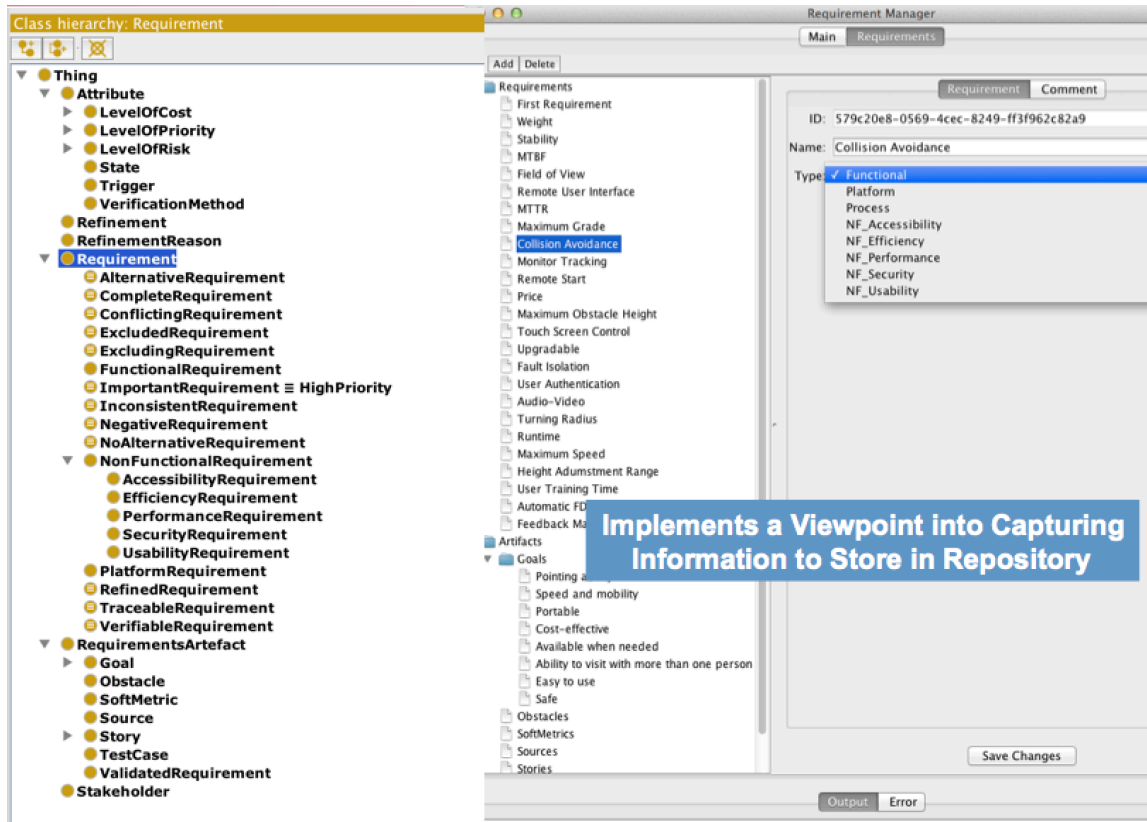 Class hierarchy: Requirement
Thing
Attribute
LevelOfCost
LevelOfPriority
LevelOfRisk
State
Trigger
VerificationMethod
Refinement
RefinementReason
Requirement
AlternativeRequirement
CompleteRequirement
ConflictingRequirement
ExcludedRequirement
ExcludingRequirement
FunctionalRequirement
ImportantRequirement ≡ HighPriority
InconsistentRequirement
NegativeRequirement
NoAlternativeRequirement
NonFunctionalRequirement
AccessibilityRequirement
EfficiencyRequirement
PerformanceRequirement
SecurityRequirement
UsabilityRequirement
PlatformRequirement
RefinedRequirement
TraceableRequirement
VerifiableRequirement
RequirementsArtefact
Goal
Obstacle
SoftMetric
Source
Story
TestCase
ValidatedRequirement
Stakeholder
Requirement Manager
Main Requirements
Add Delete
Requirements
First Requirement
Weight
Stability
MTBF
Field of View
Remote User Interface
MTTR
Maximum Grade
Collision Avoidance
Monitor Tracking
Remote Start
Price
Maximum Obstacle Height
Touch Screen Control
Upgradable
Fault Isolation
User Authentication
Audio-Video
Turning Radius
Runtime
Maximum Speed
Height Adumstment Range
User Training Time
Automatic FD
Feedback Ma
Artifacts
Goals
Pointing a
Speed and mobility
Portable
Cost-effective
Available when needed
Ability to visit with more than one person
Easy to use
Safe
Obstacles
SoftMetrics
Sources
Stories
Requirement Comment
ID: 579c20e8-0569-4cec-8249-ff3f962c82a9
Name: Collision Avoidance
Type: ✓ Functional
Platform
Process
NF_Accessibility
NF_Efficiency
NF_Performance
NF_Security
NF_Usability
Implements a Viewpoint into Capturing
Information to Store in Repository
Save Changes
Output Error